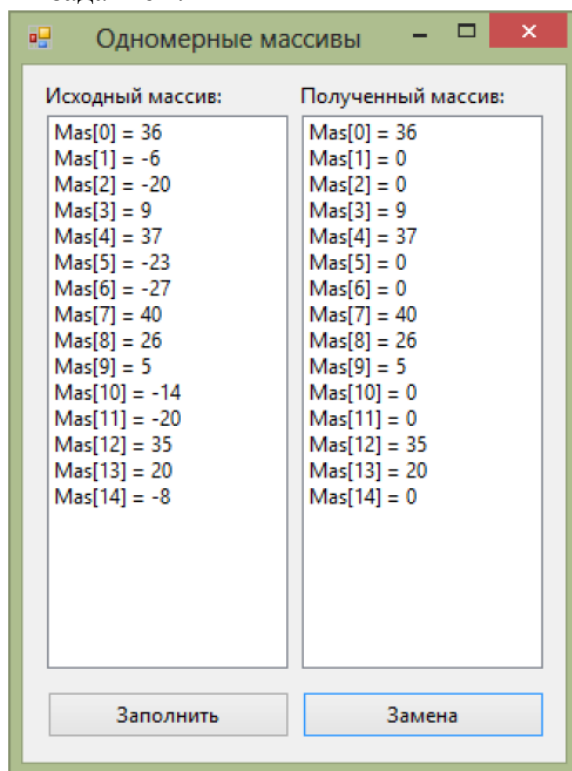 Одномерные массивы
Исходный массив:
Mas[0] = 36
Mas[1] = -6
Mas[2] = -20
Mas[3] = 9
Mas[4] = 37
Mas[5] = -23
Mas[6] = -27
Mas[7] = 40
Mas[8] = 26
Mas[9] = 5
Mas[10] = -14
Mas[11] = -20
Mas[12] = 35
Mas[13] = 20
Mas[14] = -8
Полученный массив:
Mas[0] = 36
Mas[1] = 0
Mas[2] = 0
Mas[3] = 9
Mas[4] = 37
Mas[5] = 0
Mas[6] = 0
Mas[7] = 40
Mas[8] = 26
Mas[9] = 5
Mas[10] = 0
Mas[11] = 0
Mas[12] = 35
Mas[13] = 20
Mas[14] = 0
Заполнить
Замена